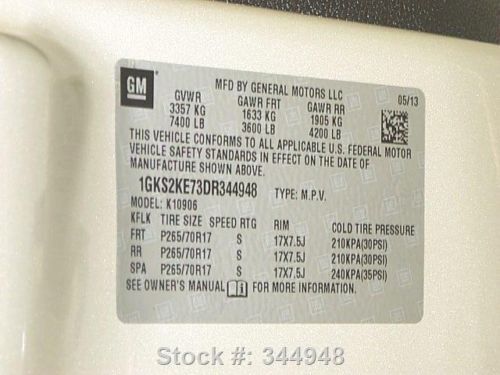 GM
MFD BY GENERAL MOTORS LLC
05/13
GVWR GAWR FRT GAWR RR
3357 KG 1633 KG 1905 KG
7400 LB 3600 LB 4200 LB
THIS VEHICLE CONFORMS TO ALL APPLICABLE U.S. FEDERAL MOTOR
VEHICLE SAFETY STANDARDS IN EFFECT ON THE DATE OF
MANUFACTURE SHOWN ABOVE.
1GKS2KE73DR344948 TYPE: M.P.V.
MODEL: K10906
KFLK TIRE SIZE SPEED RTG RIM COLD TIRE PRESSURE
FRT P265/70R17 S 17X7.5J 210KPA(30PSI)
RR P265/70R17 S 17X7.5J 210KPA(30PSI)
SPA P265/70R17 S 17X7.5J 240KPA(35PSI)
SEE OWNER'S MANUAL FOR MORE INFORMATION.
Stock #: 344948